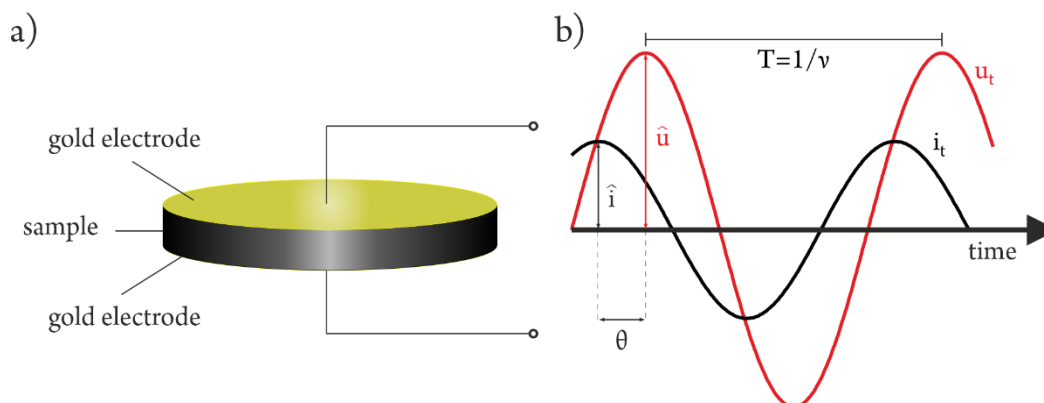 a)
gold electrode
sample
gold electrode
b)
T=1/ν
u_t
û
i_t
î
time
θ